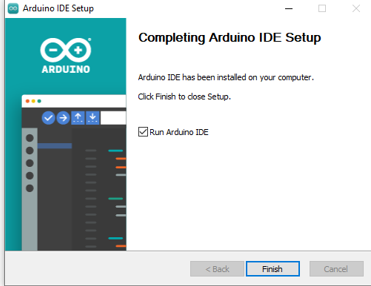 Arduino IDE Setup
Completing Arduino IDE Setup
ARDUINO
Arduino IDE has been installed on your computer.
Click Finish to close Setup.
Run Arduino IDE
< Back
Finish
Cancel